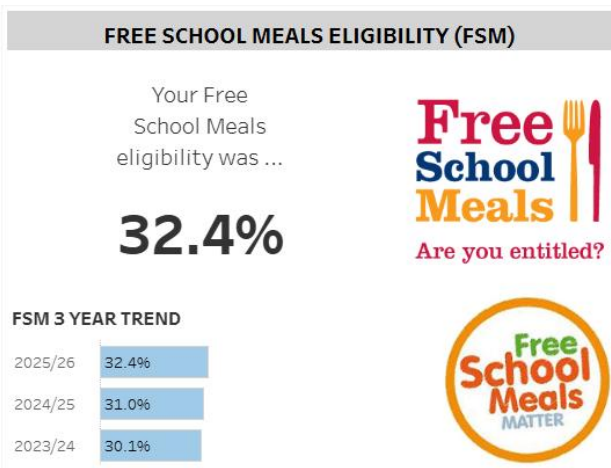 FREE SCHOOL MEALS ELIGIBILITY (FSM)
Your Free
School Meals
eligibility was ...
32.4%
Free
School
Meals
Are you entitled?
FSM 3 YEAR TREND
2025/26 32.4%
2024/25 31.0%
2023/24 30.1%
Free
School
Meals
MATTER